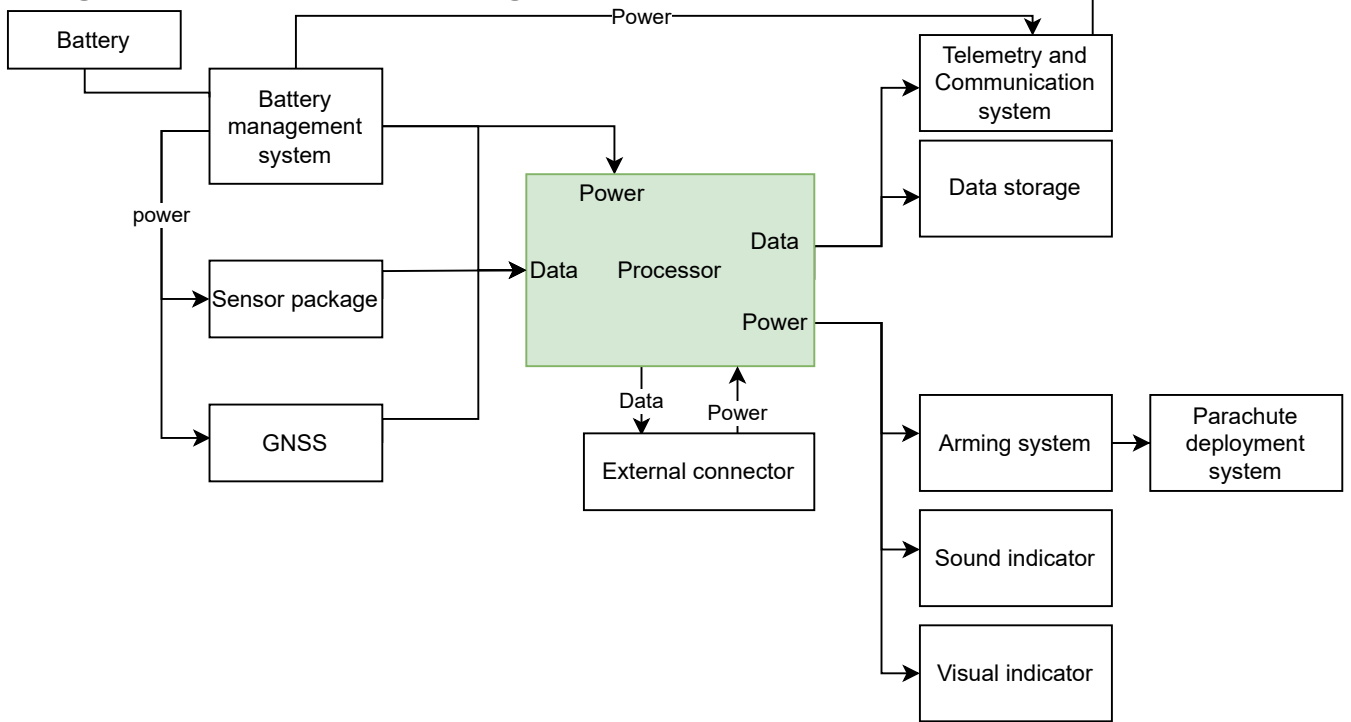 Power
Battery
Telemetry and
Communication
system
Battery
management
system
Data storage
Power
power
Data
Data
Processor
Sensor package
Power
Data
Power
Parachute
deployment
system
Arming system
GNSS
External connector
Sound indicator
Visual indicator